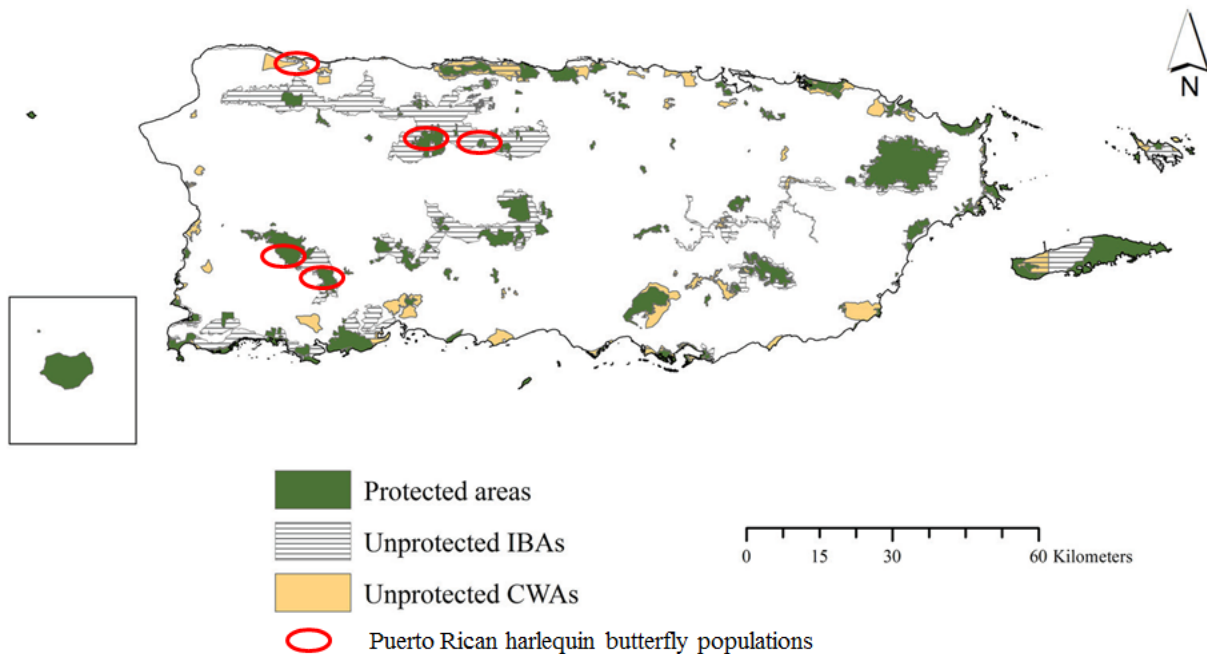 N
Protected areas
Unprotected IBAs
Unprotected CWAs
Puerto Rican harlequin butterfly populations
0 15 30 60 Kilometers